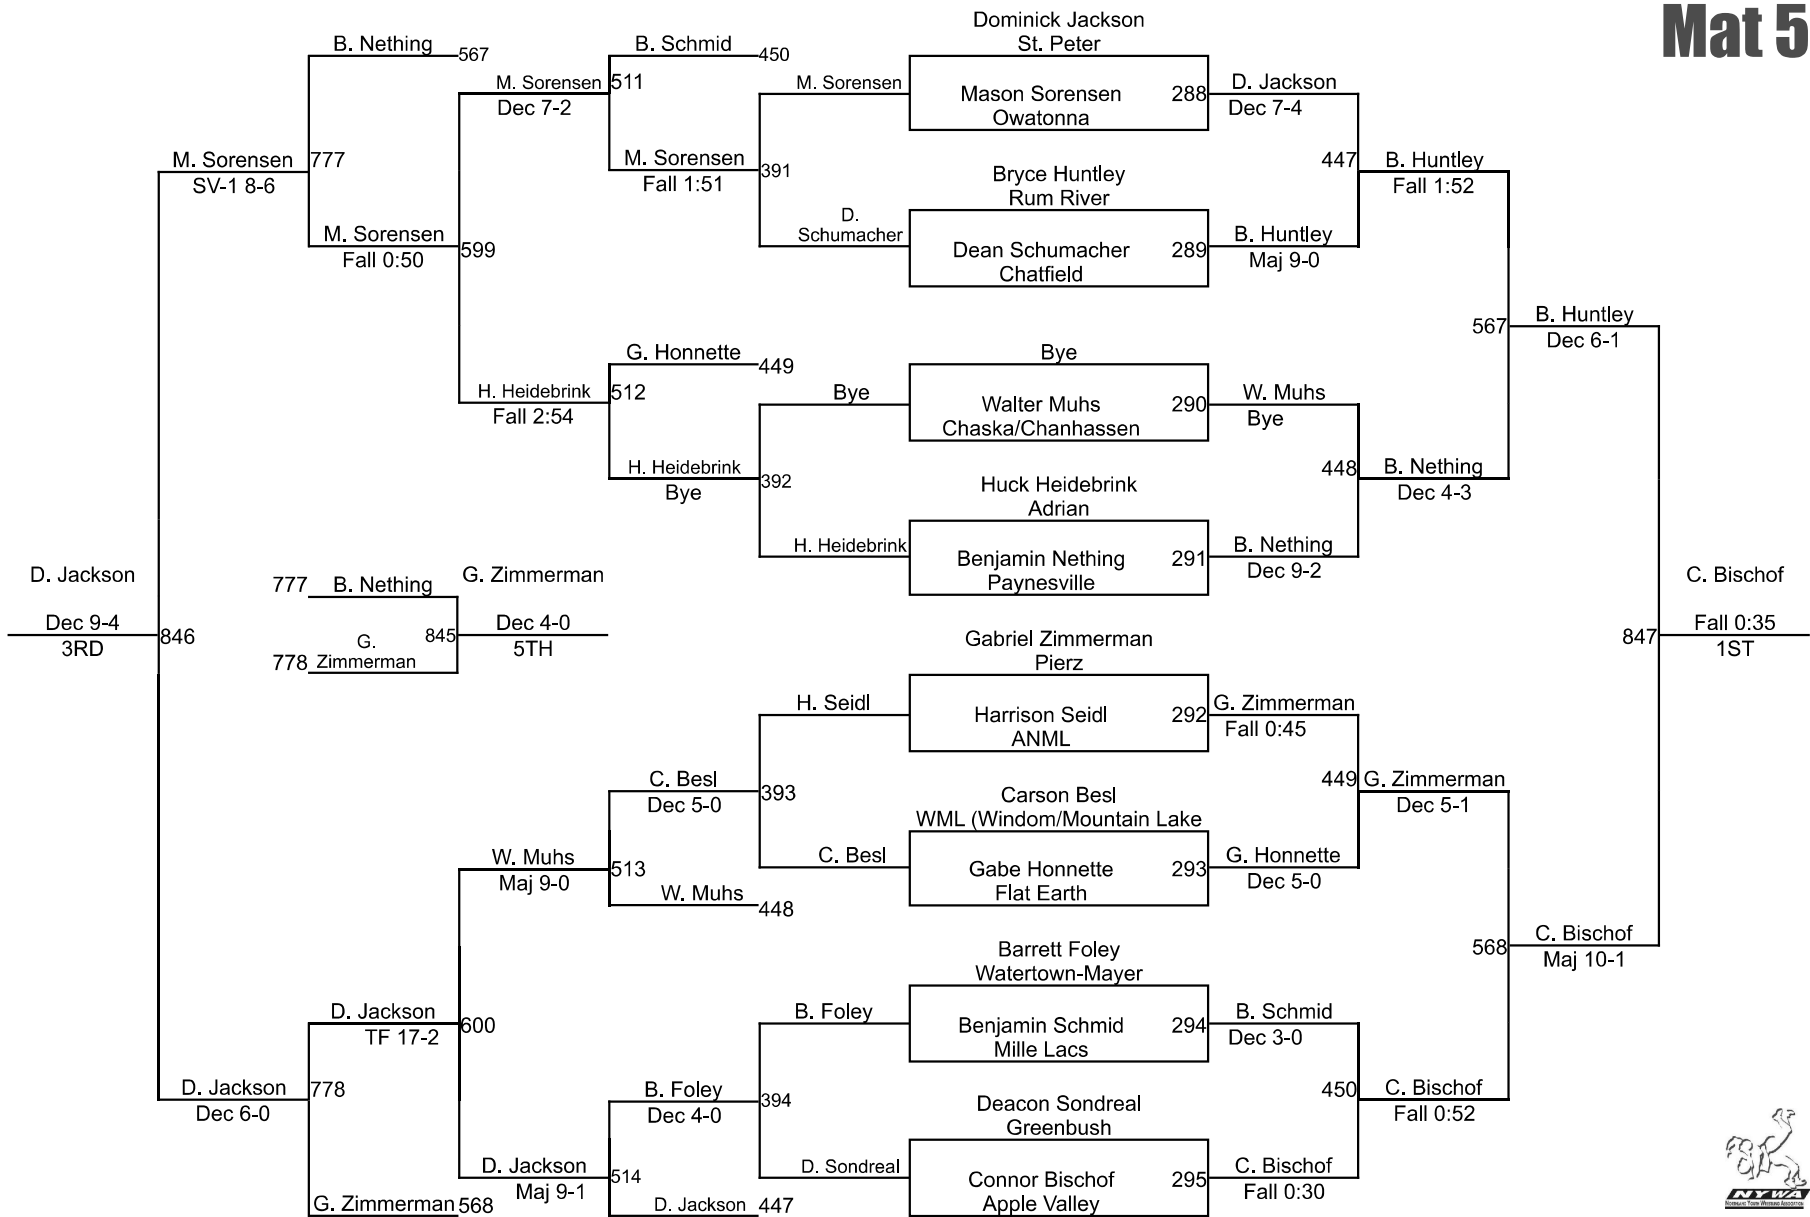 Mat 5
Dominick Jackson
St. Peter
B. Nething
567
B. Schmid
450
M. Sorensen
511
Dec 7-2
M. Sorensen
Mason Sorensen
288
Owatonna
D. Jackson
Dec 7-4
M. Sorensen
777
SV-1 8-6
M. Sorensen
391
Fall 1:51
447
B. Huntley
Fall 1:52
Bryce Huntley
Rum River
D.
Schumacher
Dean Schumacher
289
Chatfield
B. Huntley
Maj 9-0
M. Sorensen
599
Fall 0:50
567
B. Huntley
Dec 6-1
G. Honnette
449
Bye
H. Heidebrink
512
Fall 2:54
Bye
Walter Muhs
290
Chaska/Chanhassen
W. Muhs
Bye
H. Heidebrink
392
Bye
448
B. Nething
Dec 4-3
Huck Heidebrink
Adrian
H. Heidebrink
Benjamin Nething
291
Paynesville
B. Nething
Dec 9-2
D. Jackson
Dec 9-4
846
3RD
777
B. Nething
G. Zimmerman
G.
845
Dec 4-0
778
Zimmerman
5TH
C. Bischof
847
Fall 0:35
1ST
Gabriel Zimmerman
Pierz
H. Seidl
Harrison Seidl
292
ANML
G. Zimmerman
Fall 0:45
C. Besl
393
Dec 5-0
449
G. Zimmerman
Dec 5-1
Carson Besl
WML (Windom/Mountain Lake
C. Besl
Gabe Honnette
293
Flat Earth
G. Honnette
Dec 5-0
W. Muhs
513
Maj 9-0
W. Muhs
448
568
C. Bischof
Maj 10-1
Barrett Foley
Watertown-Mayer
D. Jackson
600
TF 17-2
B. Foley
Benjamin Schmid
294
Mille Lacs
B. Schmid
Dec 3-0
D. Jackson
778
Dec 6-0
B. Foley
394
Dec 4-0
450
C. Bischof
Fall 0:52
Deacon Sondreal
Greenbush
D. Jackson
514
Maj 9-1
D. Sondreal
Connor Bischof
295
Apple Valley
C. Bischof
Fall 0:30
G. Zimmerman
568
D. Jackson
447
NYWA